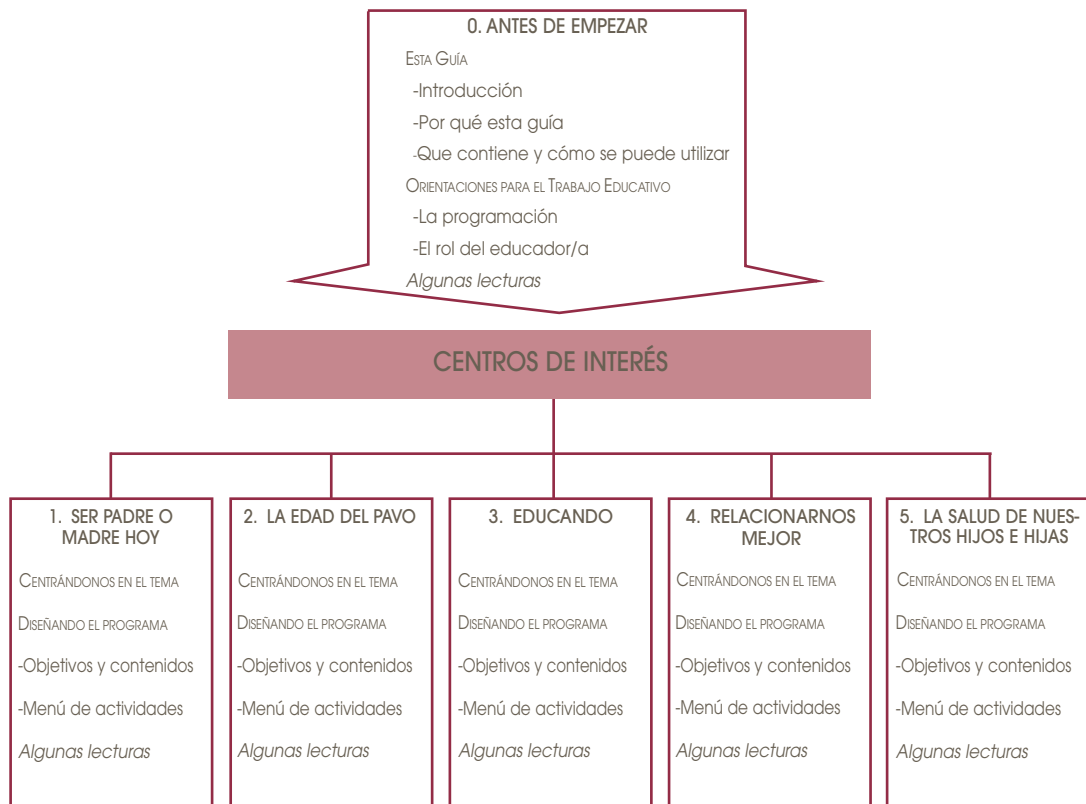 0. ANTES DE EMPEZAR
ESTA GUÍA
-Introducción
-Por qué esta guía
-Que contiene y cómo se puede utilizar
ORIENTACIONES PARA EL TRABAJO EDUCATIVO
-La programación
-El rol del educador/a
Algunas lecturas
CENTROS DE INTERÉS
1. SER PADRE O
MADRE HOY
CENTRÁNDONOS EN EL TEMA
DISEÑANDO EL PROGRAMA
-Objetivos y contenidos
-Menú de actividades
Algunas lecturas
2. LA EDAD DEL PAVO
CENTRÁNDONOS EN EL TEMA
DISEÑANDO EL PROGRAMA
-Objetivos y contenidos
-Menú de actividades
Algunas lecturas
3. EDUCANDO
CENTRÁNDONOS EN EL TEMA
DISEÑANDO EL PROGRAMA
-Objetivos y contenidos
-Menú de actividades
Algunas lecturas
4. RELACIONARNOS
MEJOR
CENTRÁNDONOS EN EL TEMA
DISEÑANDO EL PROGRAMA
-Objetivos y contenidos
-Menú de actividades
Algunas lecturas
5. LA SALUD DE NUES-
TROS HIJOS E HIJAS
CENTRÁNDONOS EN EL TEMA
DISEÑANDO EL PROGRAMA
-Objetivos y contenidos
-Menú de actividades
Algunas lecturas